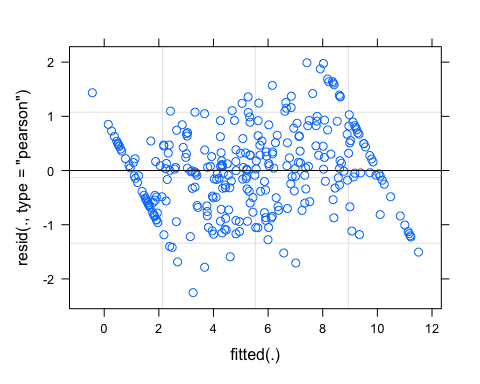 2
1
0
-1
-2
0 2 4 6 8 10 12
resid(., type = "pearson")
fitted(.)